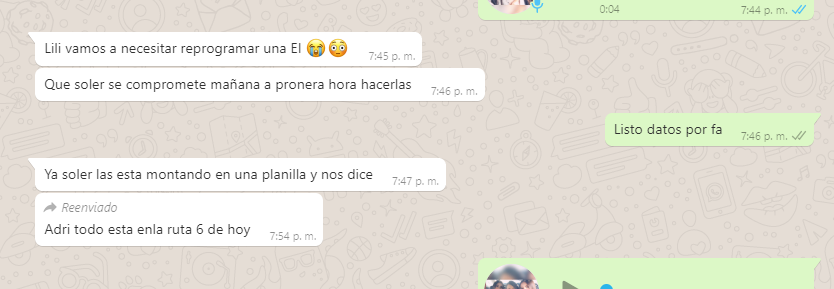 0:04 7:44 p. m.
Lili vamos a necesitar reprogramar una EI 😭😳 7:45 p. m.
Que soler se compromete mañana a pronera hora hacerlas 7:46 p. m.
Listo datos por fa 7:46 p. m.
Ya soler las esta montando en una planilla y nos dice 7:47 p. m.
Reenviado
Adri todo esta enla ruta 6 de hoy 7:54 p. m.